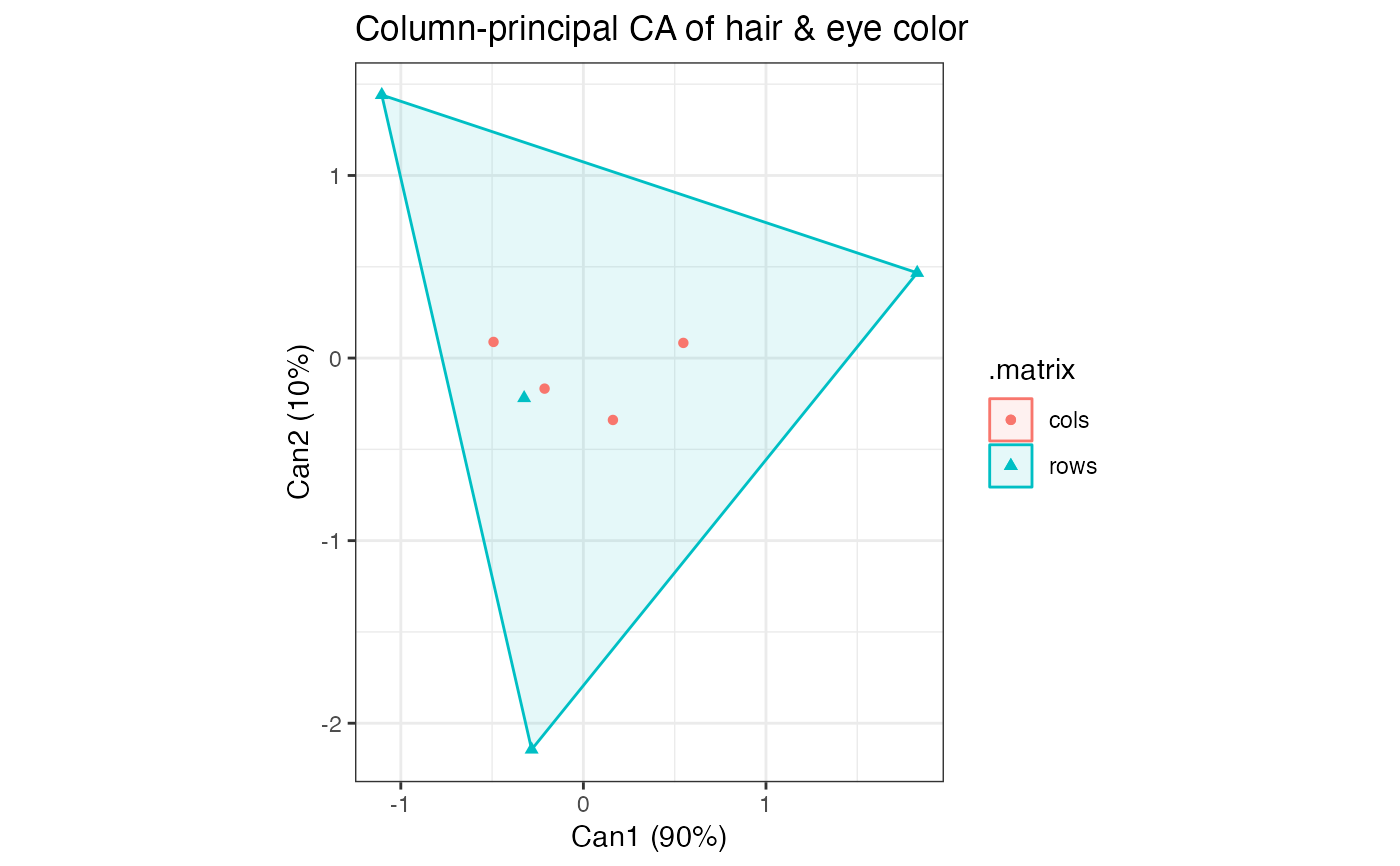 Column-principal CA of hair & eye color
1
0
-1
-2
Can2 (10%)
-1
0
1
Can1 (90%)
.matrix
cols
rows